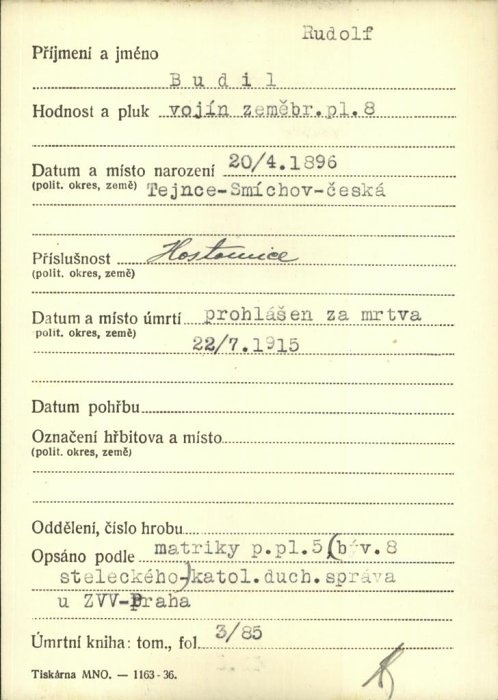 Rudolf
Příjmení a jméno
Budil
Hodnost a pluk vojín zeměbr.pl.8
Datum a místo narození 20/4.1896
(polit. okres, země) Tejnce-Smíchov-česká
Příslušnost Hostomice
(polit. okres, země)
Datum a místo úmrtí prohlášen za mrtva
polit. okres, země)
22/7.1915
Datum pohřbu
Označení hřbitova a místo
(polit. okres, země)
Oddělení, číslo hrobu
Opsáno podle matriky p.pl.5(býv.8
steleckého-)katol.duch.správa
u ZVV-Praha
Úmrtní kniha: tom., fol. 3/85
Tiskárna MNO. — 1163-36.